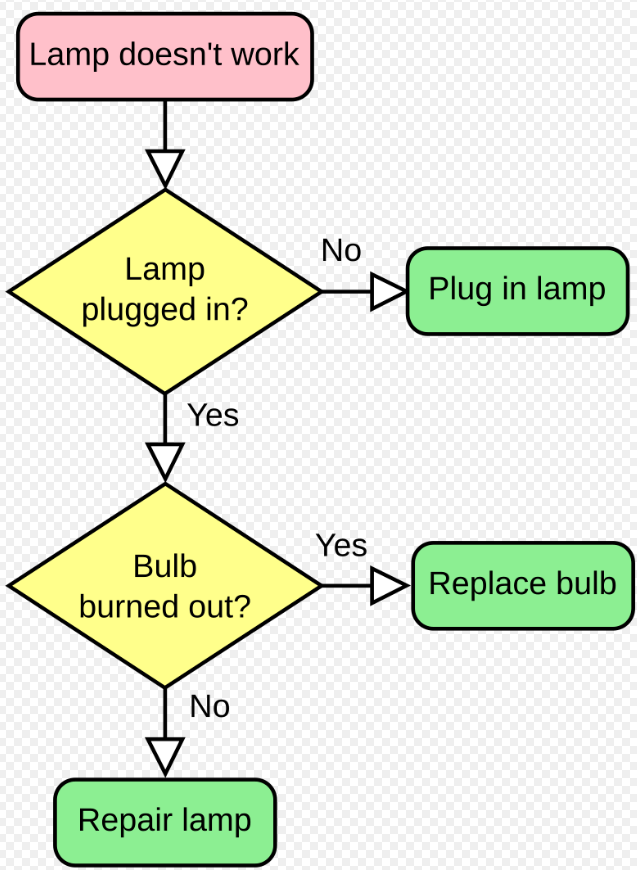 Lamp doesn't work
Lamp
plugged in?
No
Plug in lamp
Yes
Bulb
burned out?
Yes
Replace bulb
No
Repair lamp